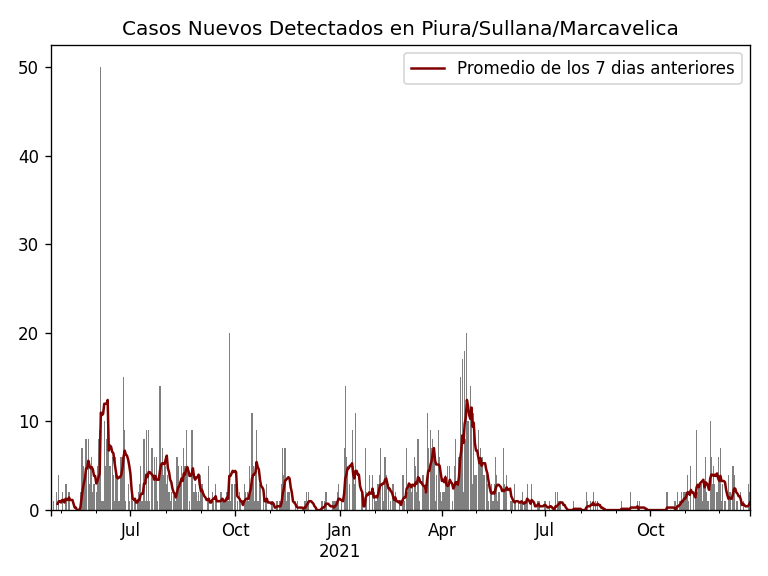 Casos Nuevos Detectados en Piura/Sullana/Marcavelica
Promedio de los 7 dias anteriores
50
40
30
20
10
0
Jul
Oct
Jan
2021
Apr
Jul
Oct